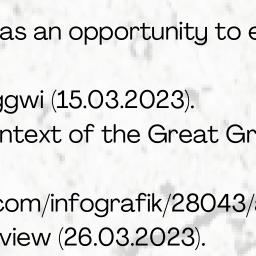 as an opportunity to e
ggwi (15.03.2023).
ntext of the Great Gr
com/infografik/28043/
view (26.03.2023).